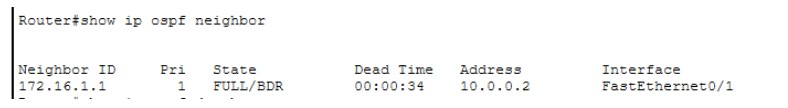 Router#show ip ospf neighbor
Neighbor ID Pri State Dead Time Address Interface
172.16.1.1 1 FULL/BDR 00:00:34 10.0.0.2 FastEthernet0/1